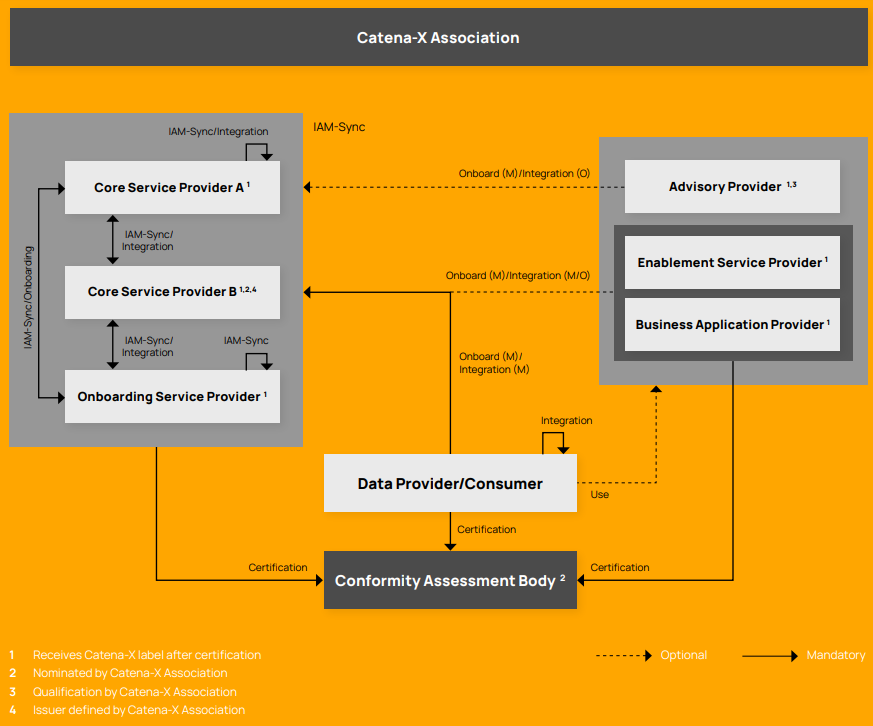 Catena-X Association
IAM-Sync
IAM-Sync/Integration
Core Service Provider A 1
IAM-Sync/
Integration
Core Service Provider B 1,2,4
IAM-Sync/
Integration
IAM-Sync
Onboarding Service Provider 1
IAM-Sync/Onboarding
Onboard (M)/Integration (O)
Advisory Provider 1,3
Onboard (M)/Integration (M/O)
Enablement Service Provider 1
Business Application Provider 1
Onboard (M)/
Integration (M)
Integration
Data Provider/Consumer
Use
Certification
Certification
Conformity Assessment Body 2
Certification
1 Receives Catena-X label after certification
2 Nominated by Catena-X Association
3 Qualification by Catena-X Association
4 Issuer defined by Catena-X Association
Optional
Mandatory